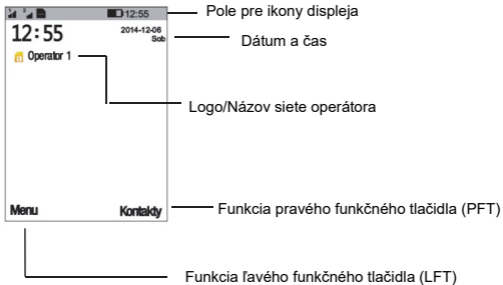 12:55
Pole pre ikony displeja
12:55
2014-12-06
Sob
Dátum a čas
Operator 1
Logo/Názov siete operátora
Menu
Kontakty
Funkcia pravého funkčného tlačidla (PFT)
Funkcia ľavého funkčného tlačidla (LFT)